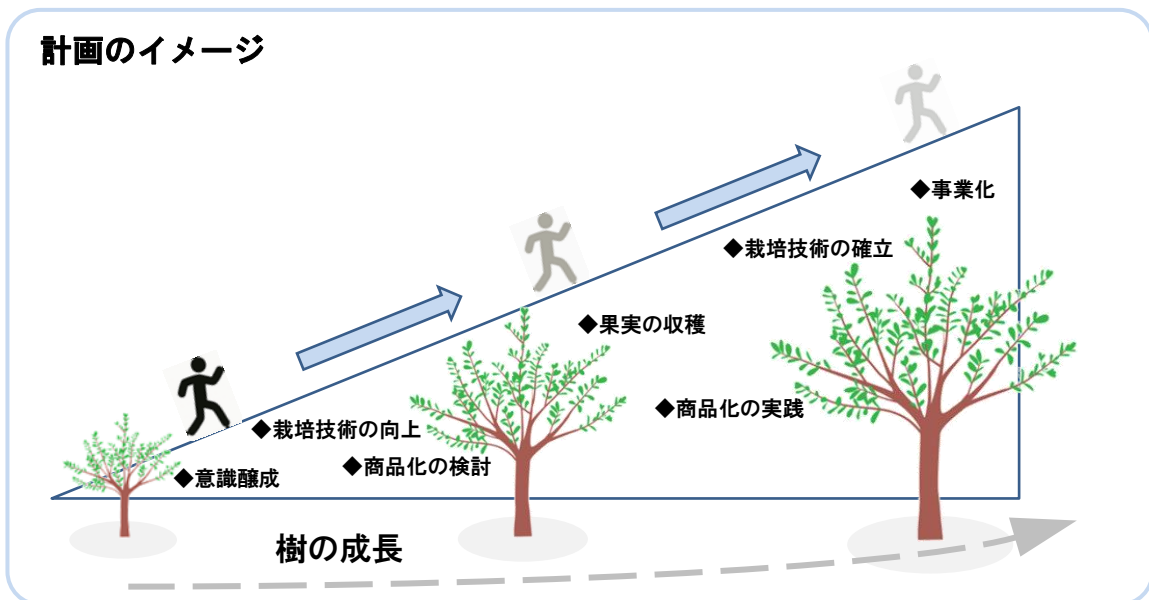 計画のイメージ
◆事業化
◆栽培技術の確立
◆果実の収穫
◆商品化の実践
◆栽培技術の向上
◆商品化の検討
◆意識醸成
樹の成長